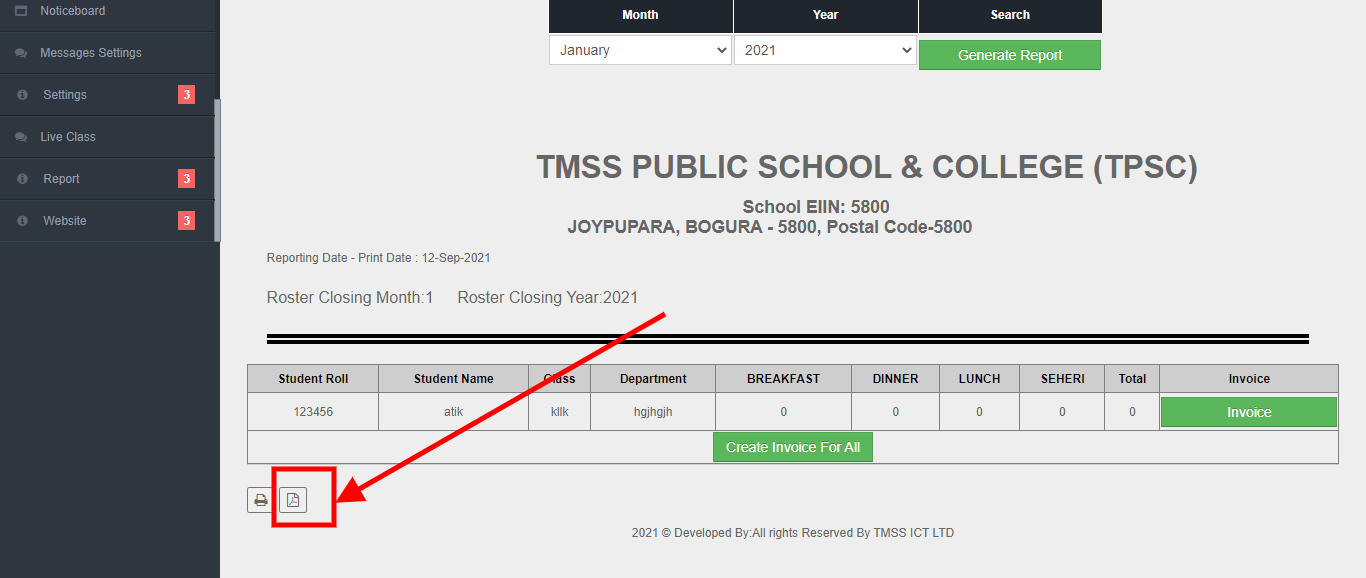 Noticeboard
Messages Settings
Settings 3
Live Class
Report 3
Website 3
Month Year Search
January 2021 Generate Report
TMSS PUBLIC SCHOOL & COLLEGE (TPSC)
School EIIN: 5800
JOYPUPARA, BOGURA - 5800, Postal Code-5800
Reporting Date - Print Date : 12-Sep-2021
Roster Closing Month:1 Roster Closing Year:2021
Student Roll Student Name Class Department BREAKFAST DINNER LUNCH SEHERI Total Invoice
123456 atik kllk hgjhgjh 0 0 0 0 0 Invoice
Create Invoice For All
2021 © Developed By:All rights Reserved By TMSS ICT LTD